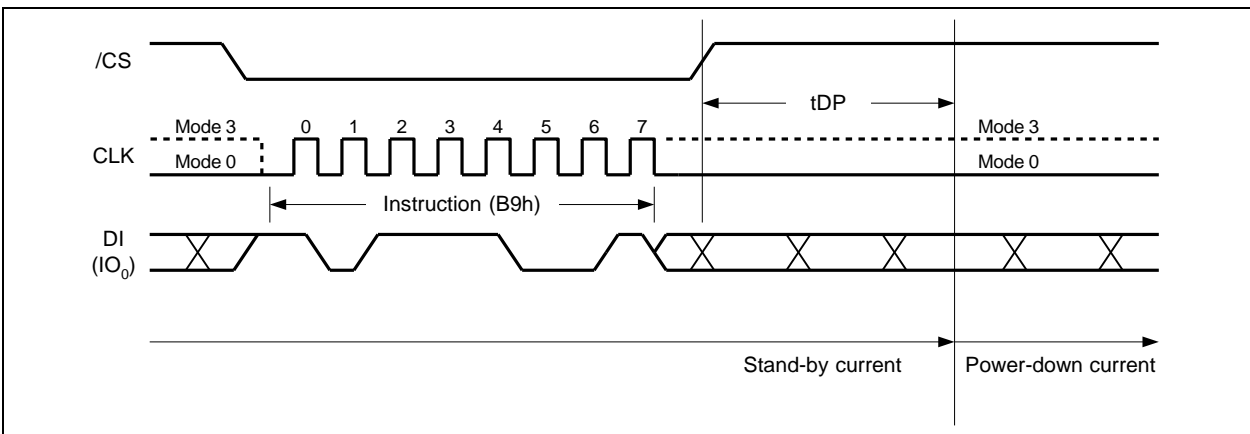 /CS
tDP
Mode 3 0 1 2 3 4 5 6 7 Mode 3
CLK
Mode 0 Mode 0
Instruction (B9h)
DI
(IO₀)
Stand-by current Power-down current